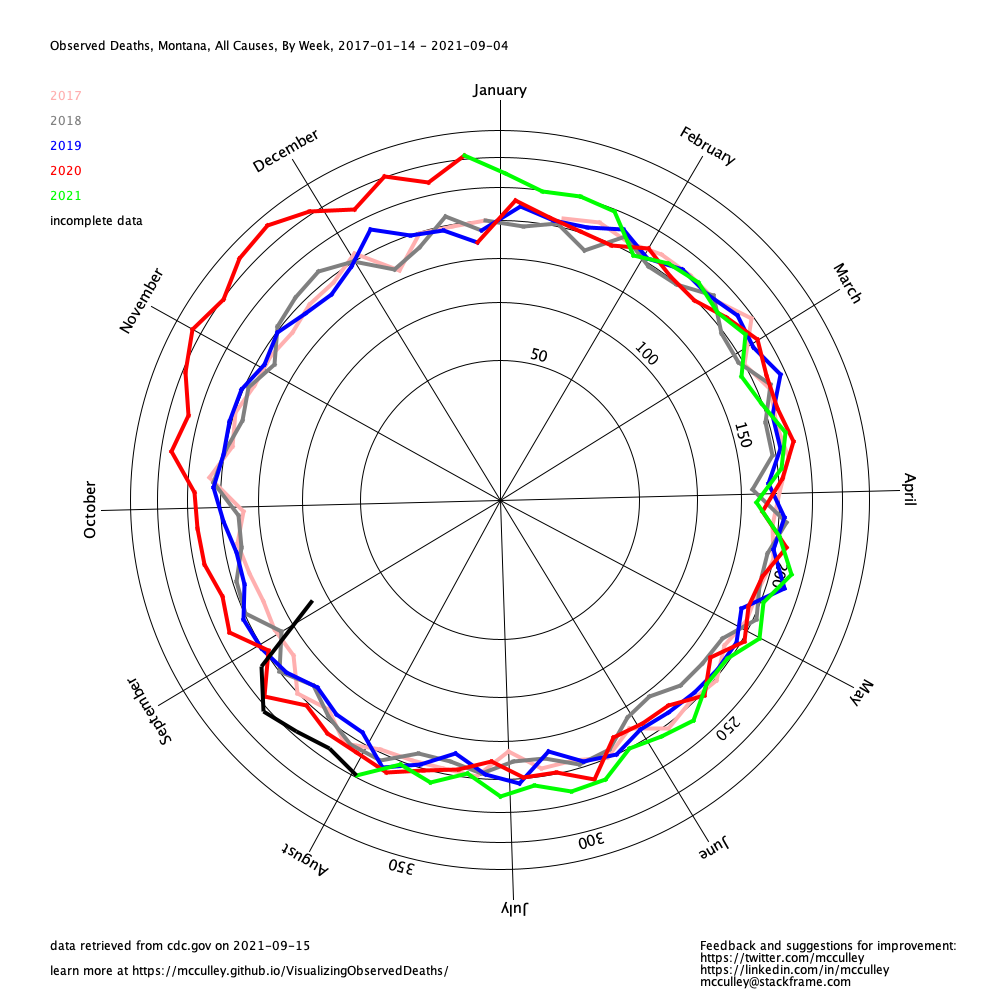 Observed Deaths, Montana, All Causes, By Week, 2017-01-14 - 2021-09-04
January
2017
2018
2019
2020
2021
incomplete data
December
February
November
March
50
100
150
October
April
200
September
May
250
300
350
August
June
July
data retrieved from cdc.gov on 2021-09-15
learn more at https://mcculley.github.io/VisualizingObservedDeaths/
Feedback and suggestions for improvement:
https://twitter.com/mcculley
https://linkedin.com/in/mcculley
mcculley@stackframe.com